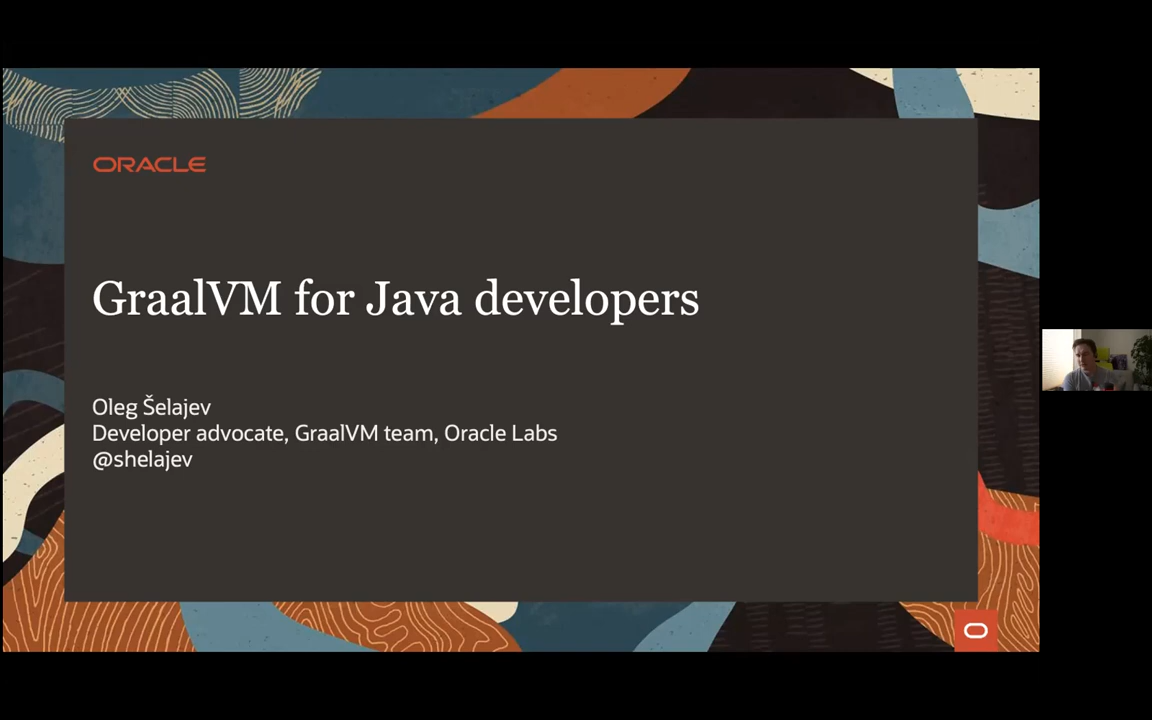 ORACLE
GraalVM for Java developers
Oleg Šelajev
Developer advocate, GraalVM team, Oracle Labs
@shelajev